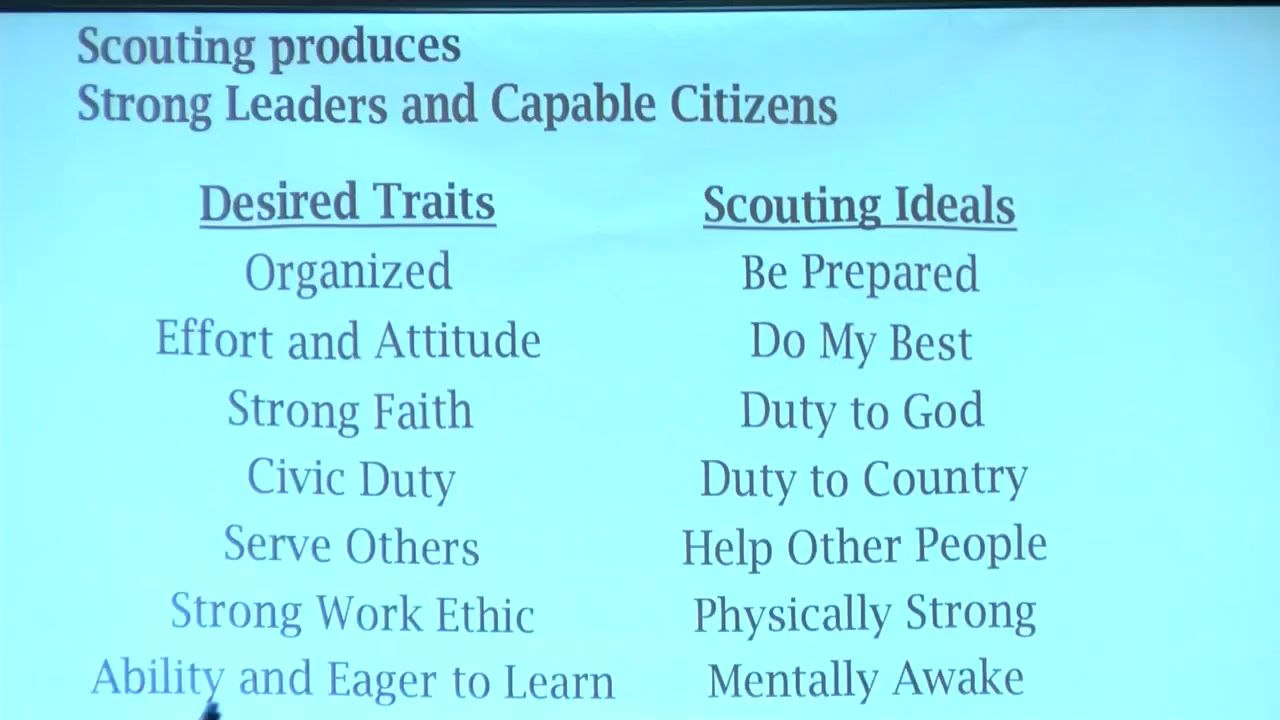 Scouting produces
Strong Leaders and Capable Citizens
Desired Traits Scouting Ideals
Organized Be Prepared
Effort and Attitude Do My Best
Strong Faith Duty to God
Civic Duty Duty to Country
Serve Others Help Other People
Strong Work Ethic Physically Strong
Ability and Eager to Learn Mentally Awake